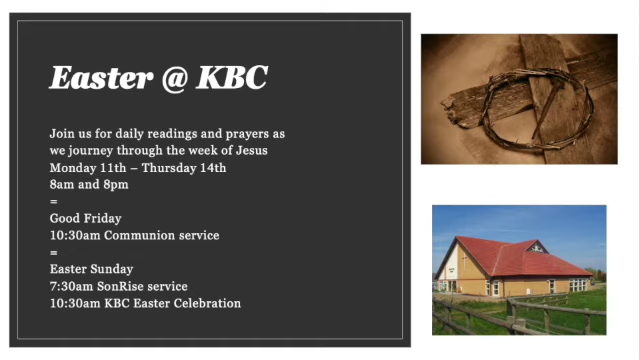 Easter @ KBC
Join us for daily readings and prayers as
we journey through the week of Jesus
Monday 11th – Thursday 14th
8am and 8pm
=
Good Friday
10:30am Communion service
=
Easter Sunday
7:30am SonRise service
10:30am KBC Easter Celebration